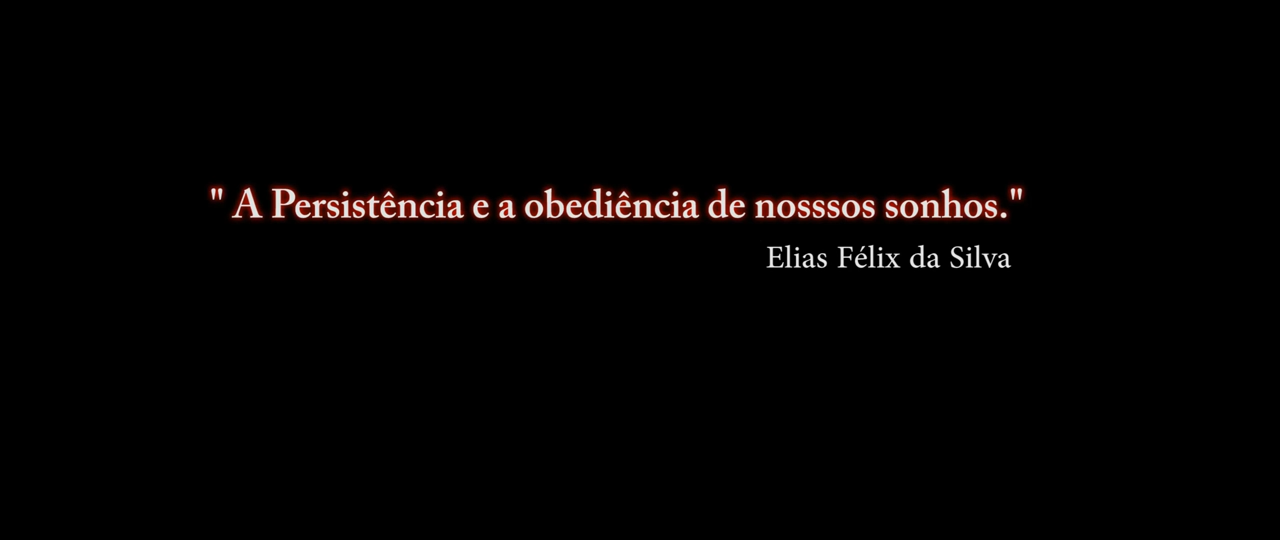 " A Persistência e a obediência de nosssos sonhos."
Elias Félix da Silva